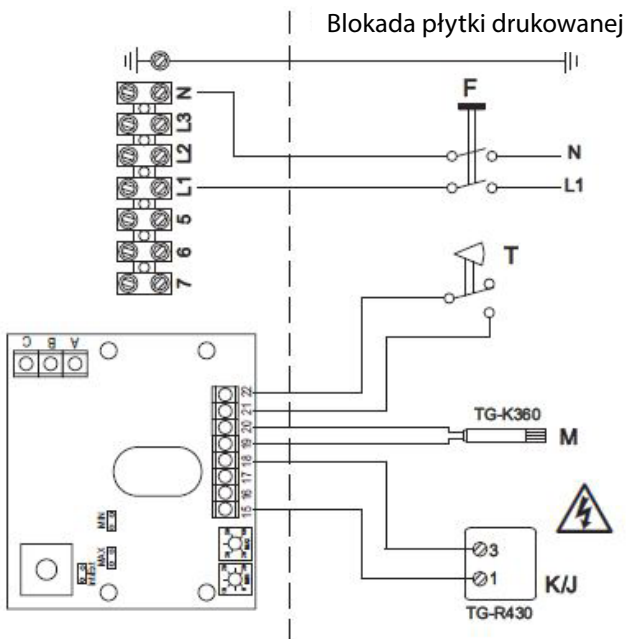 Blokada płytki drukowanej
F
N
L3
L2
L1
5
6
7
N
L1
T
C B A
22
21
20
19
18
17
16
15
TG-K360
M
MIN
MAX
3
1
K/J
TG-R430